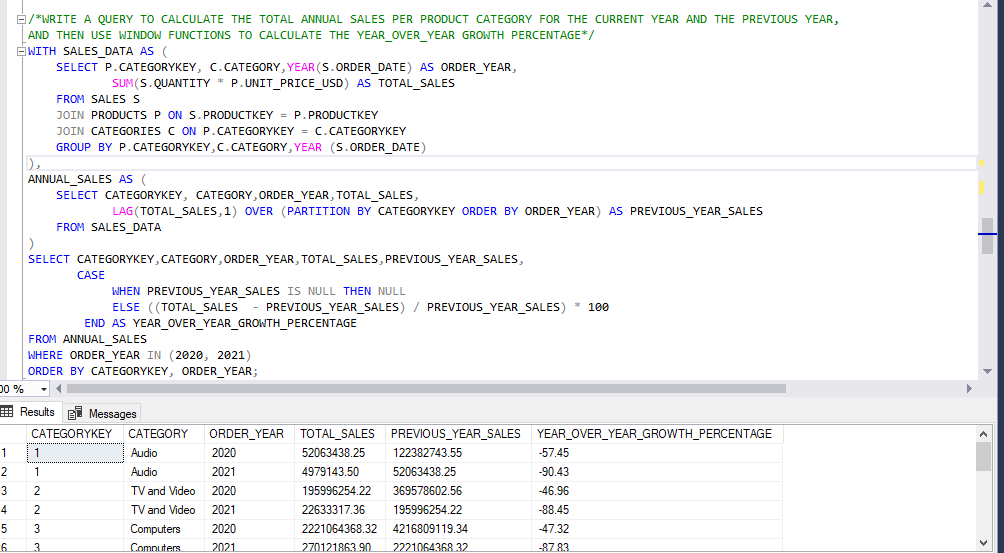 /*WRITE A QUERY TO CALCULATE THE TOTAL ANNUAL SALES PER PRODUCT CATEGORY FOR THE CURRENT YEAR AND THE PREVIOUS YEAR,
AND THEN USE WINDOW FUNCTIONS TO CALCULATE THE YEAR_OVER_YEAR GROWTH PERCENTAGE*/
WITH SALES_DATA AS (
SELECT P.CATEGORYKEY, C.CATEGORY,YEAR(S.ORDER_DATE) AS ORDER_YEAR,
SUM(S.QUANTITY * P.UNIT_PRICE_USD) AS TOTAL_SALES
FROM SALES S
JOIN PRODUCTS P ON S.PRODUCTKEY = P.PRODUCTKEY
JOIN CATEGORIES C ON P.CATEGORYKEY = C.CATEGORYKEY
GROUP BY P.CATEGORYKEY,C.CATEGORY,YEAR (S.ORDER_DATE)
),
ANNUAL_SALES AS (
SELECT CATEGORYKEY, CATEGORY,ORDER_YEAR,TOTAL_SALES,
LAG(TOTAL_SALES,1) OVER (PARTITION BY CATEGORYKEY ORDER BY ORDER_YEAR) AS PREVIOUS_YEAR_SALES
FROM SALES_DATA
)
SELECT CATEGORYKEY,CATEGORY,ORDER_YEAR,TOTAL_SALES,PREVIOUS_YEAR_SALES,
CASE
WHEN PREVIOUS_YEAR_SALES IS NULL THEN NULL
ELSE ((TOTAL_SALES - PREVIOUS_YEAR_SALES) / PREVIOUS_YEAR_SALES) * 100
END AS YEAR_OVER_YEAR_GROWTH_PERCENTAGE
FROM ANNUAL_SALES
WHERE ORDER_YEAR IN (2020, 2021)
ORDER BY CATEGORYKEY, ORDER_YEAR;
00 %
Results Messages
CATEGORYKEY CATEGORY ORDER_YEAR TOTAL_SALES PREVIOUS_YEAR_SALES YEAR_OVER_YEAR_GROWTH_PERCENTAGE
1 1 Audio 2020 52063438.25 122382743.55 -57.45
2 1 Audio 2021 4979143.50 52063438.25 -90.43
3 2 TV and Video 2020 195996254.22 369578602.56 -46.96
4 2 TV and Video 2021 22633317.36 195996254.22 -88.45
5 3 Computers 2020 2221064368.32 4216809119.34 -47.32
6 3 Computers 2021 270121863.90 2221064368.32 -87.83